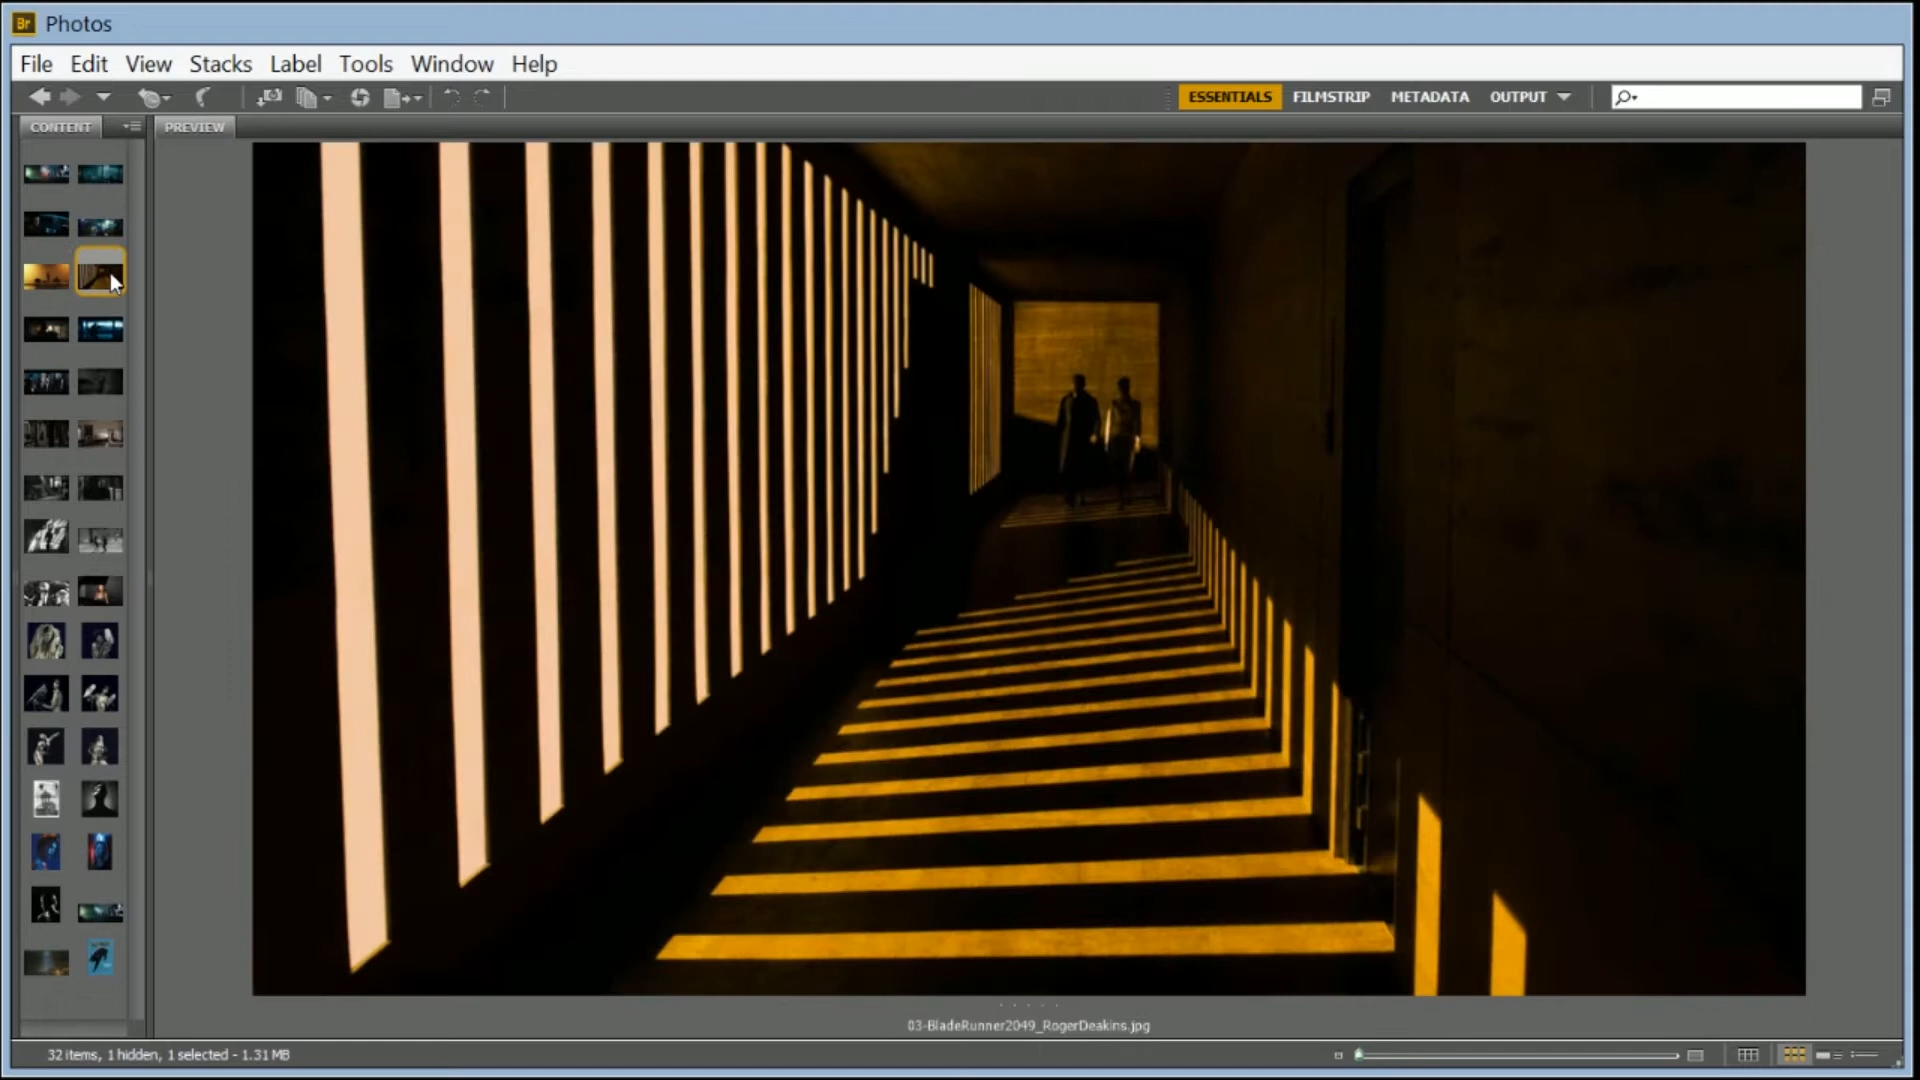 Br Photos
File Edit View Stacks Label Tools Window Help
ESSENTIALS FILMSTRIP METADATA OUTPUT
CONTENT PREVIEW
03-BladeRunner2049_RogerDeakins.jpg
32 items, 1 hidden, 1 selected - 1.31 MB